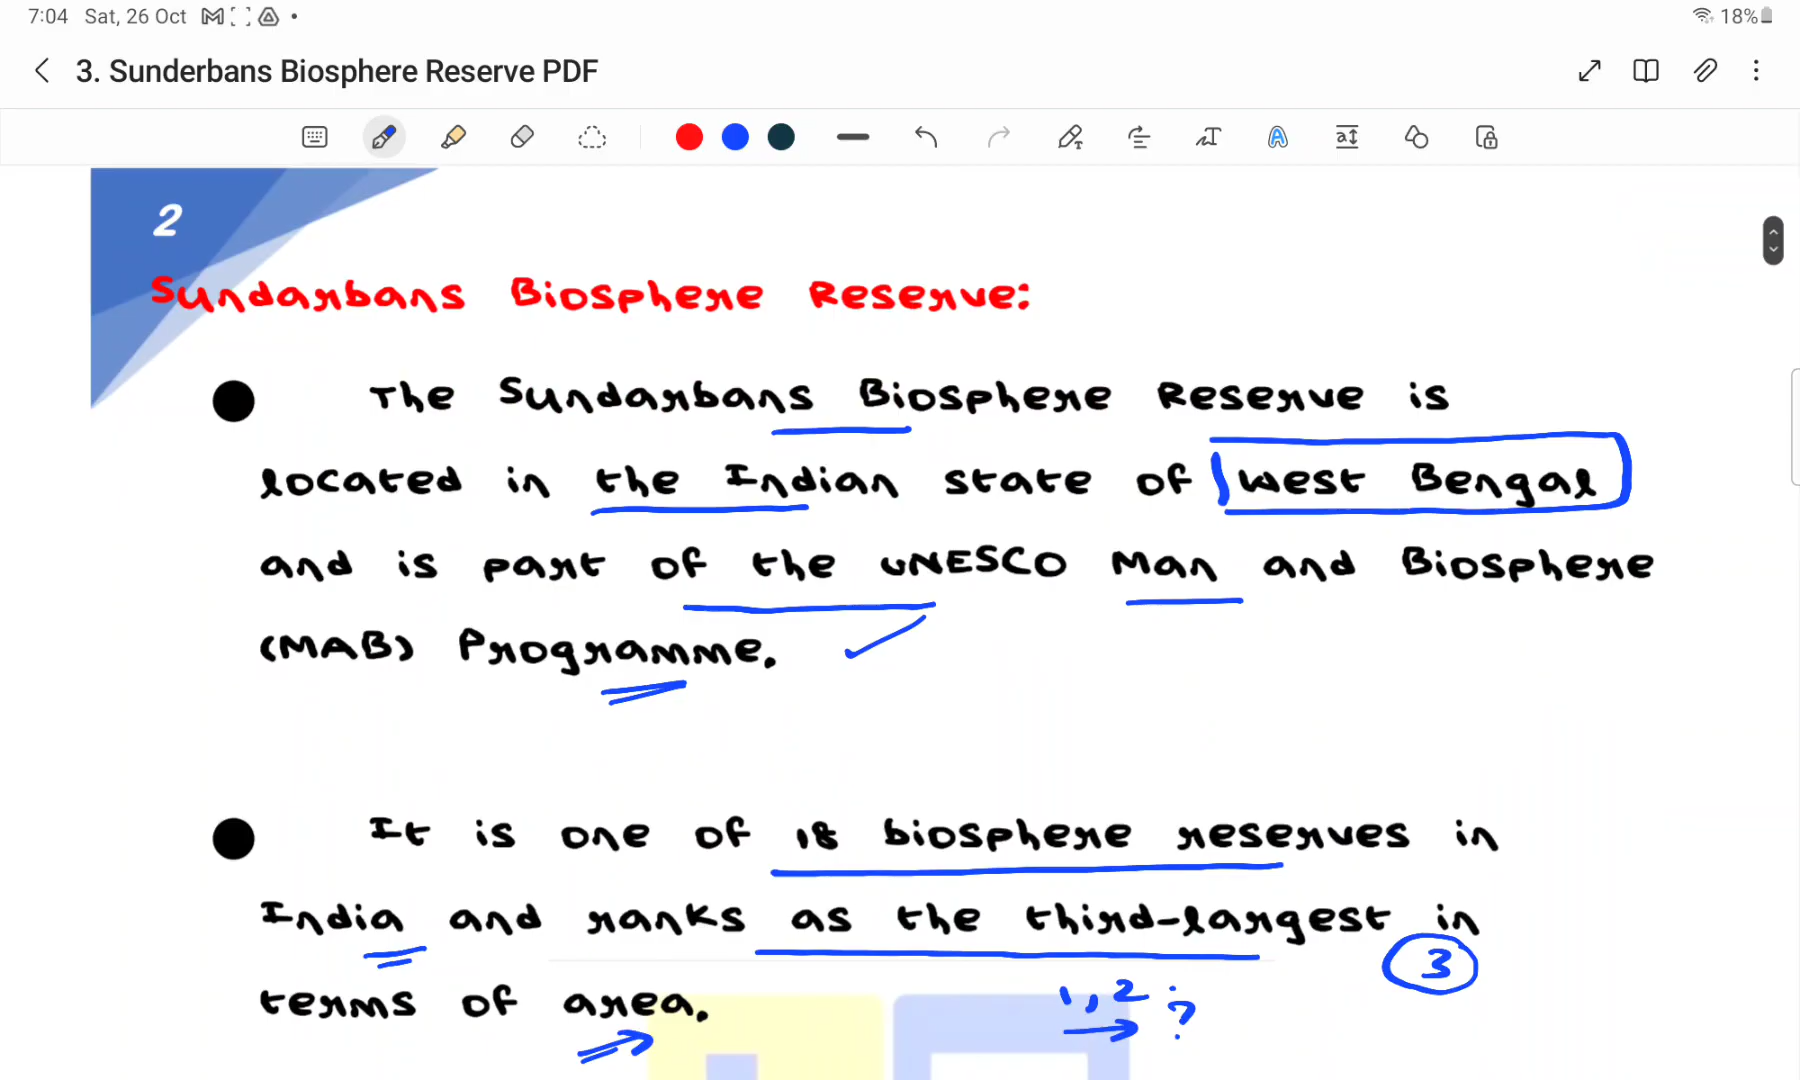 7:04 Sat, 26 Oct 18%
3. Sunderbans Biosphere Reserve PDF
2
Sundarbans Biosphere Reserve:
The Sundarbans Biosphere Reserve is
located in the Indian state of West Bengal
and is part of the UNESCO Man and Biosphere
(MAB) Programme.
It is one of 18 biosphere reserves in
India and ranks as the third-largest in
3
terms of area. 1, 2 ?